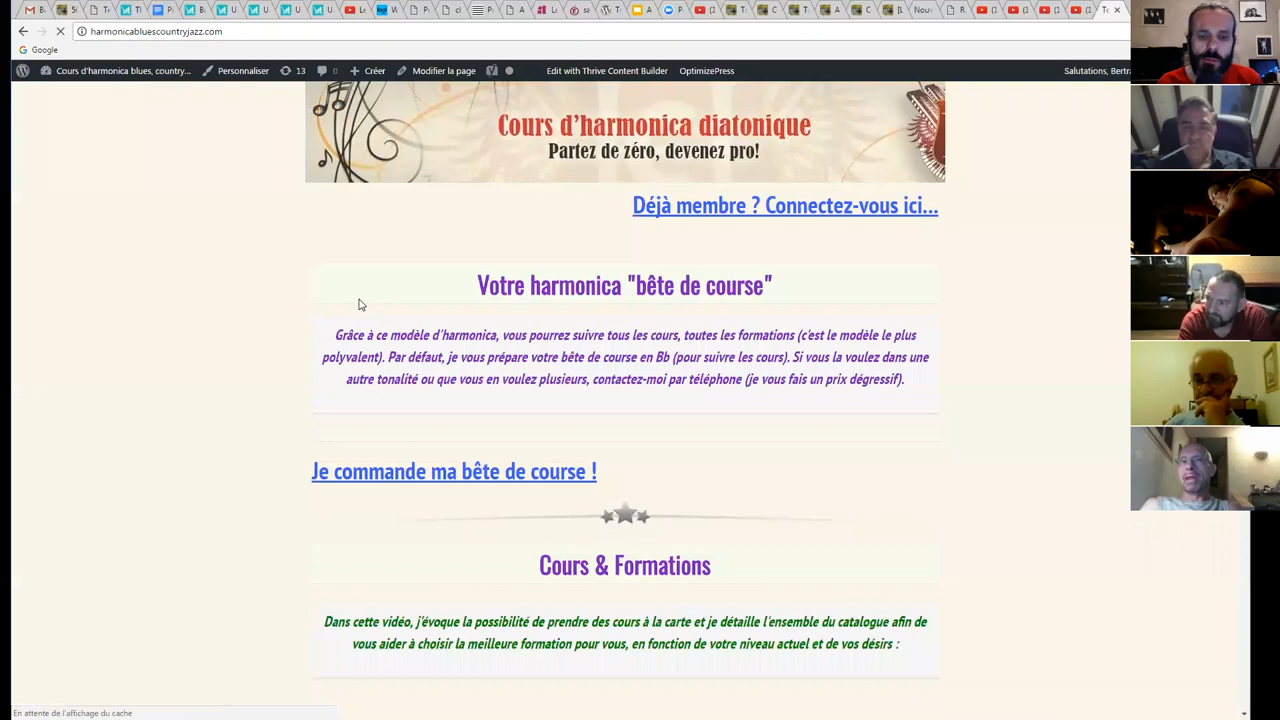 harmonicabluescountryjazz.com
Google
Cours d'harmonica blues, country... Personnaliser 13 0 Créer Modifier la page Edit with Thrive Content Builder OptimizePress Salutations, Bertra
Cours d'harmonica diatonique
Partez de zéro, devenez pro!
Déjà membre ? Connectez-vous ici...
Votre harmonica "bête de course"
Grâce à ce modèle d'harmonica, vous pourrez suivre tous les cours, toutes les formations (c'est le modèle le plus
polyvalent). Par défaut, je vous prépare votre bête de course en Bb (pour suivre les cours). Si vous la voulez dans une
autre tonalité ou que vous en voulez plusieurs, contactez-moi par téléphone (je vous fais un prix dégressif).
Je commande ma bête de course !
Cours & Formations
Dans cette vidéo, j'évoque la possibilité de prendre des cours à la carte et je détaille l'ensemble du catalogue afin de
vous aider à choisir la meilleure formation pour vous, en fonction de votre niveau actuel et de vos désirs :
En attente de l'affichage du cache